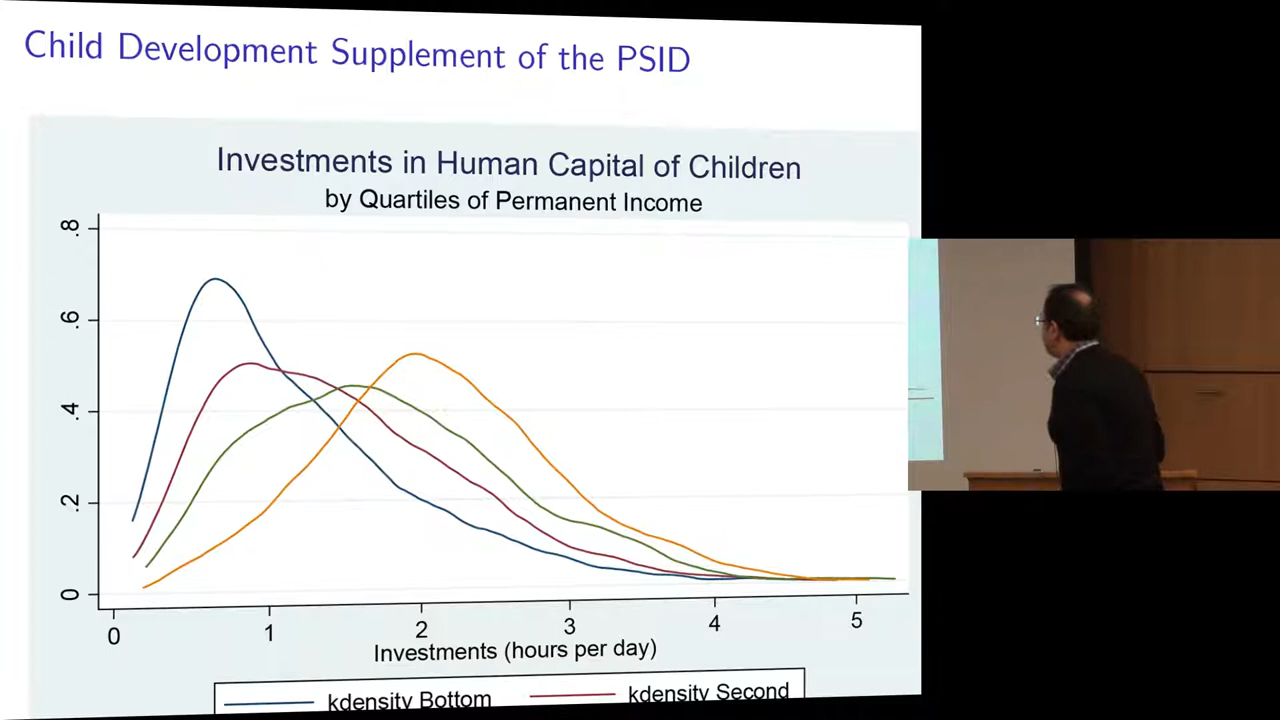 Child Development Supplement of the PSID
Investments in Human Capital of Children
by Quartiles of Permanent Income
.8
.6
.4
.2
0
0 1 2 3 4 5
Investments (hours per day)
kdensity Bottom kdensity Second